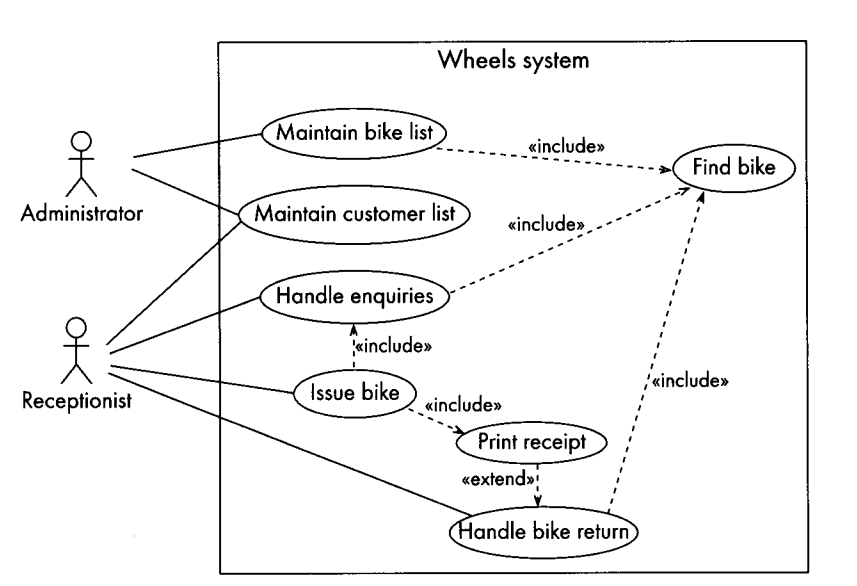 Wheels system
Maintain bike list
«include»
Find bike
Administrator
Maintain customer list
«include»
Handle enquiries
«include»
Receptionist
Issue bike
«include»
«include»
Print receipt
«extend»
Handle bike return